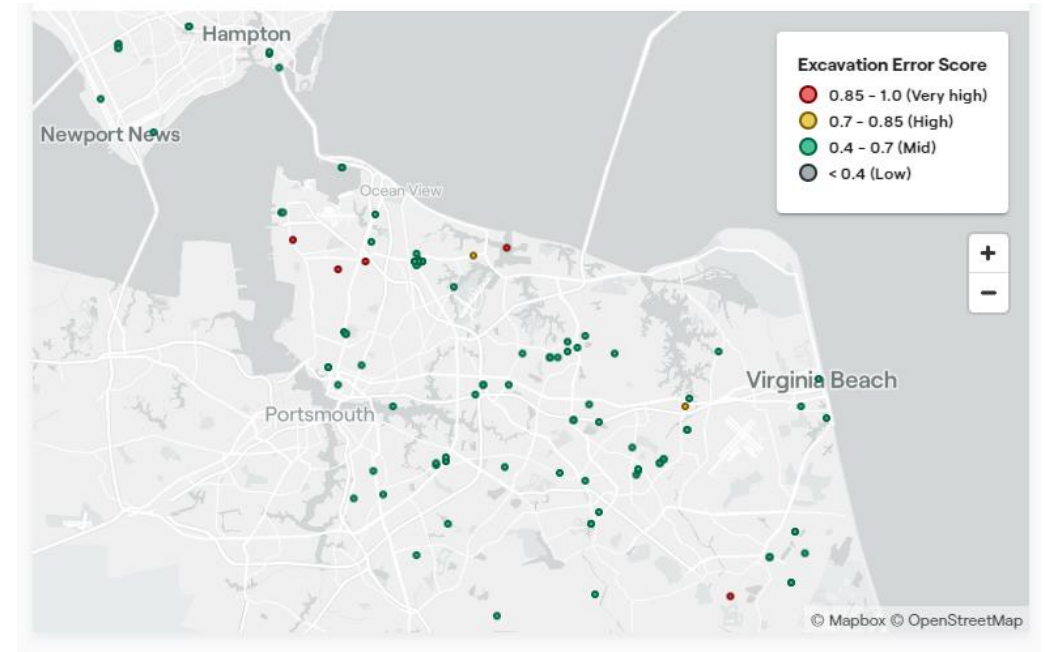 Hampton
Newport News
Ocean View
Portsmouth
Virginia Beach
Excavation Error Score
0.85 - 1.0 (Very high)
0.7 - 0.85 (High)
0.4 - 0.7 (Mid)
< 0.4 (Low)
+
−
© Mapbox © OpenStreetMap